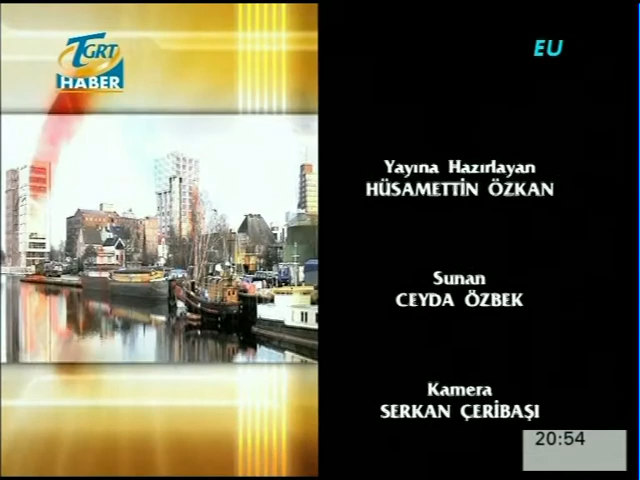 TGRT
HABER
EU
Yayına Hazırlayan
HÜSAMETTİN ÖZKAN
Sunan
CEYDA ÖZBEK
Kamera
SERKAN ÇERİBAŞI
20:54